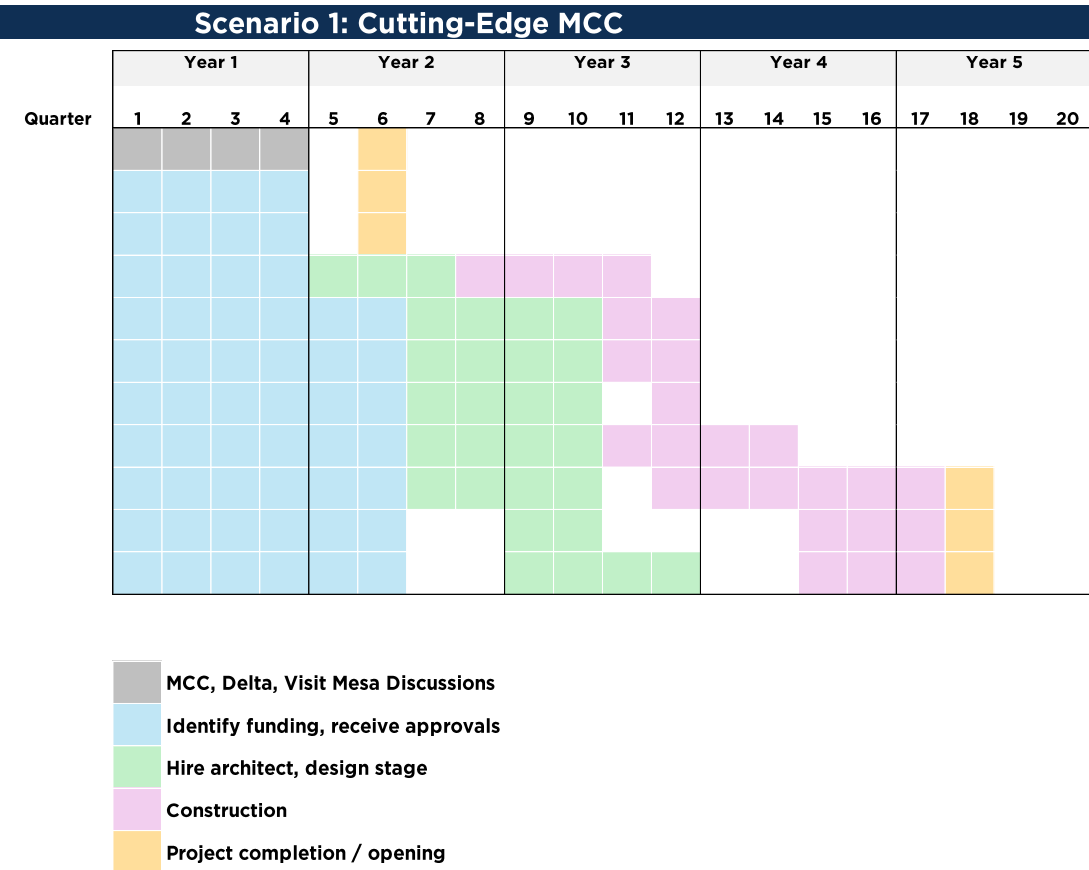 Scenario 1: Cutting-Edge MCC
Year 1 Year 2 Year 3 Year 4 Year 5
Quarter 1 2 3 4 5 6 7 8 9 10 11 12 13 14 15 16 17 18 19 20
MCC, Delta, Visit Mesa Discussions
Identify funding, receive approvals
Hire architect, design stage
Construction
Project completion / opening